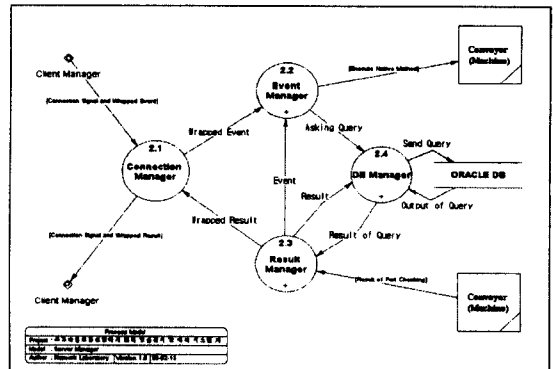 Client Manager
[Connection Signal and Wrapped Event]
2.1
Connection
Manager
[Connection Signal and Wrapped Result]
Client Manager
Wrapped Event
Wrapped Result
2.2
Event
Manager
[Execute Native Method]
Conveyor
(Machine)
Asking Query
Event
Result
2.4
DB Manager
Send Query
ORACLE DB
Output of Query
Result of Query
2.3
Result
Manager
[Result of Port Checking]
Conveyor
(Machine)
Process Model
Project
Model : Server Manager
Author : Network Laboratory Version 1.0